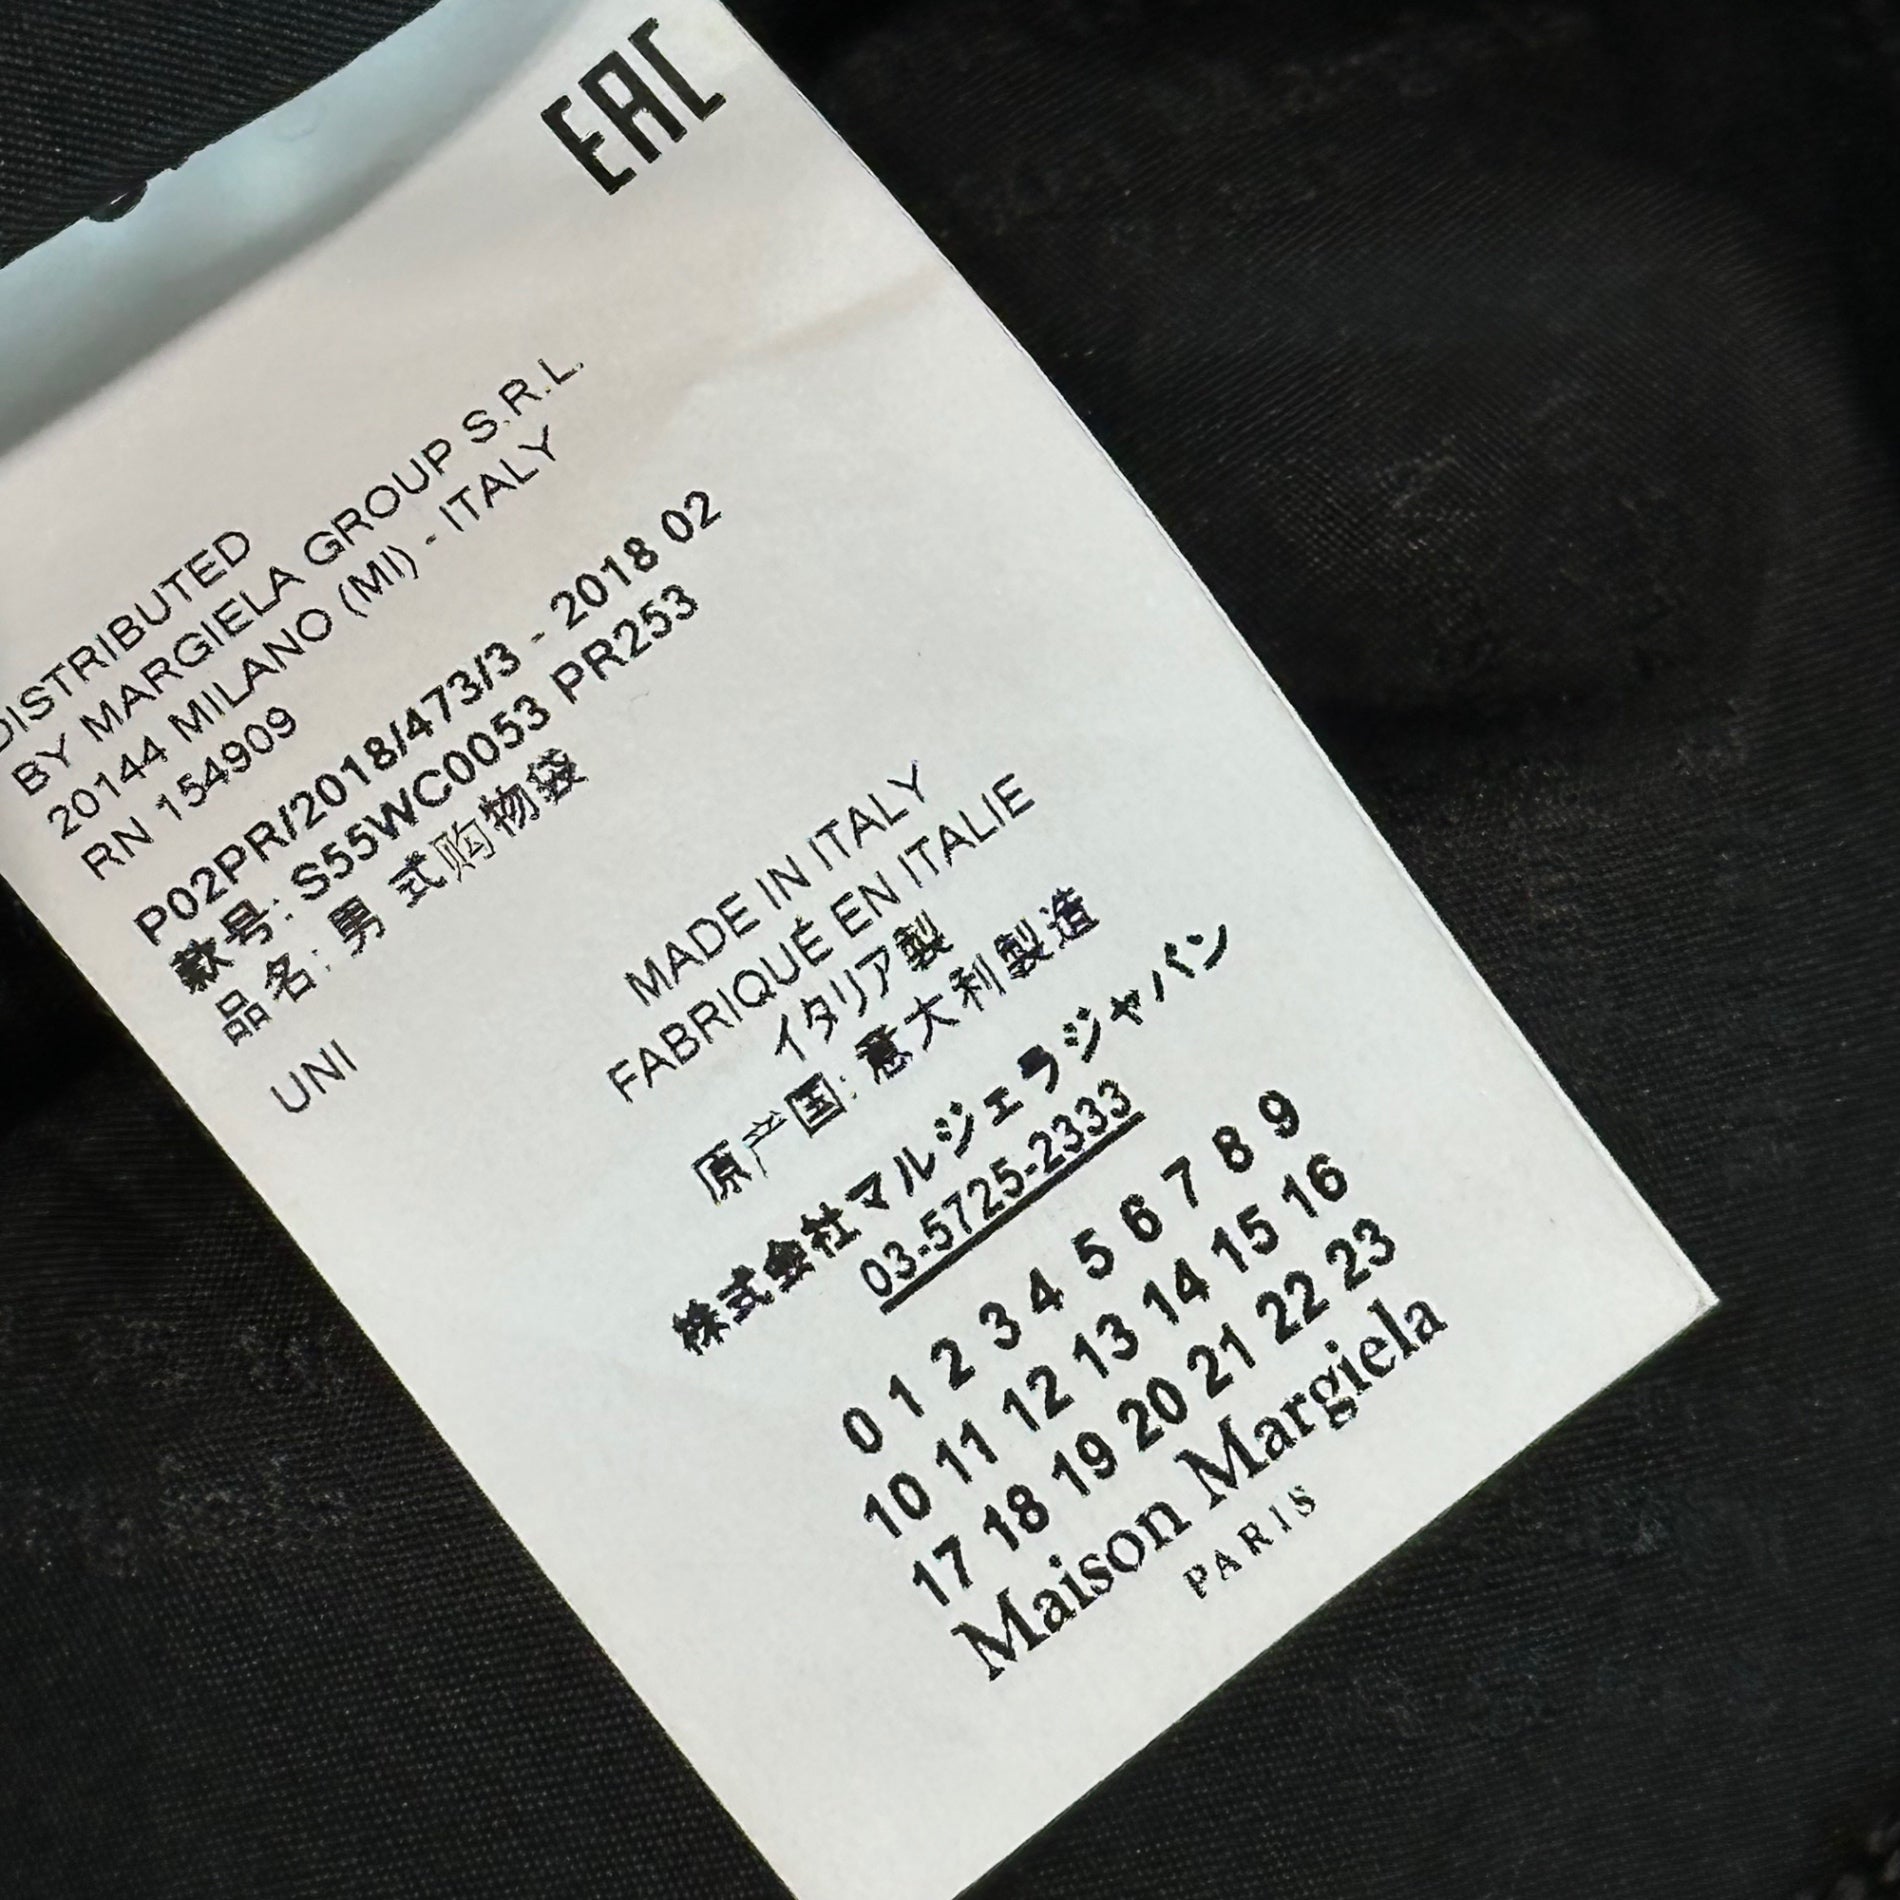 EAC
DISTRIBUTED
BY MARGIELA GROUP S.R.L.
20144 MILANO (MI) - ITALY
RN 154909
P02PR/2018/473/3 - 2018 02
款号: S55WC0053 PR253
品名: 男 式购物袋
UNI
MADE IN ITALY
FABRIQUÉ EN ITALIE
イタリア製
原产国: 意大利製造
株式会社マルジェラジャパン
03-5725-2333
0 1 2 3 4 5 6 7 8 9
10 11 12 13 14 15 16
17 18 19 20 21 22 23
Maison Margiela
PARIS